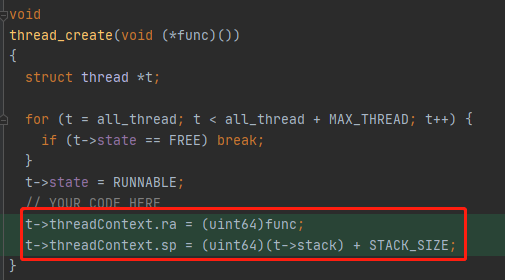 void
thread_create(void (*func)())
{
struct thread *t;
for (t = all_thread; t < all_thread + MAX_THREAD; t++) {
if (t->state == FREE) break;
}
t->state = RUNNABLE;
// YOUR CODE HERE
t->threadContext.ra = (uint64)func;
t->threadContext.sp = (uint64)(t->stack) + STACK_SIZE;
}